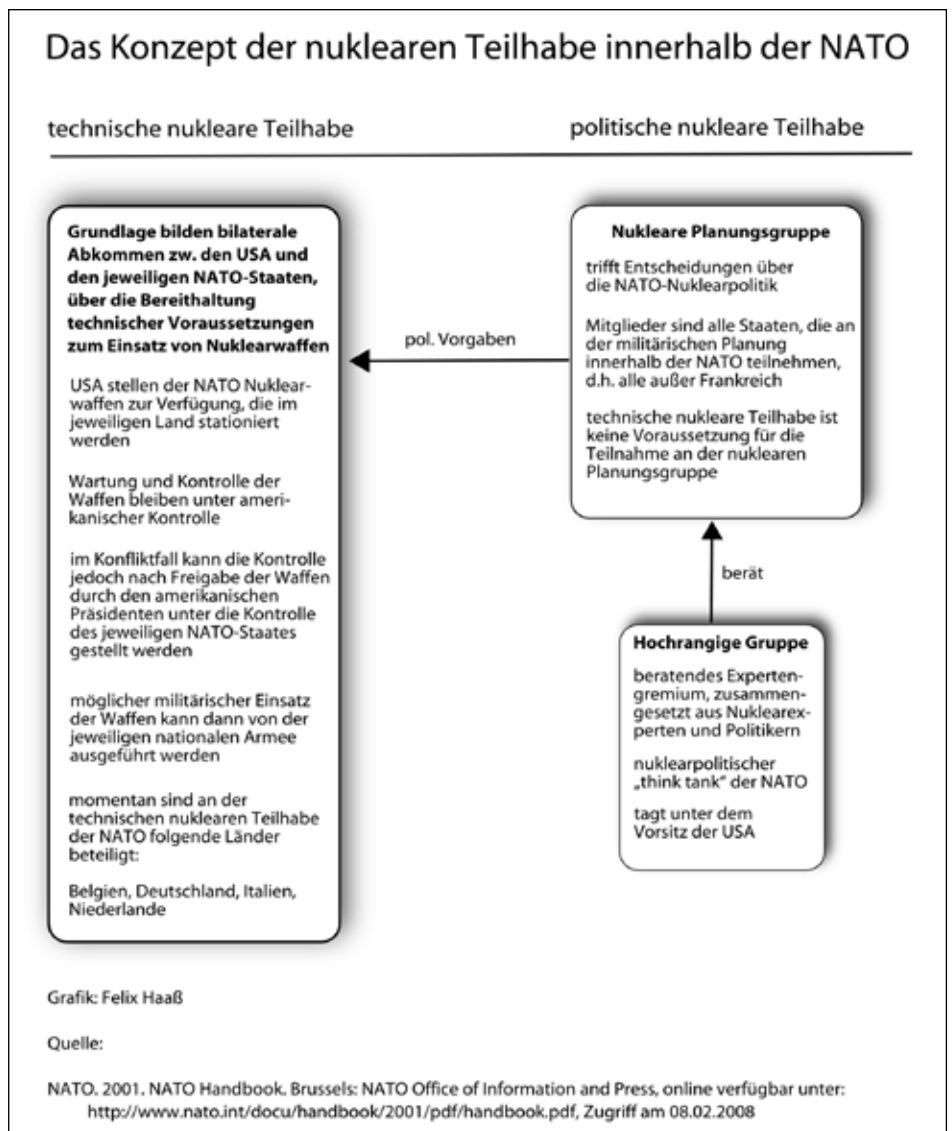 Das Konzept der nuklearen Teilhabe innerhalb der NATO
technische nukleare Teilhabe
politische nukleare Teilhabe
Grundlage bilden bilaterale
Abkommen zw. den USA und
den jeweiligen NATO-Staaten,
über die Bereithaltung
technischer Voraussetzungen
zum Einsatz von Nuklearwaffen
USA stellen der NATO Nuklear-
waffen zur Verfügung, die im
jeweiligen Land stationiert
werden
Wartung und Kontrolle der
Waffen bleiben unter ameri-
kanischer Kontrolle
im Konfliktfall kann die Kontrolle
jedoch nach Freigabe der Waffen
durch den amerikanischen
Präsidenten unter die Kontrolle
des jeweiligen NATO-Staates
gestellt werden
möglicher militärischer Einsatz
der Waffen kann dann von der
jeweiligen nationalen Armee
ausgeführt werden
momentan sind an der
technischen nuklearen Teilhabe
der NATO folgende Länder
beteiligt:
Belgien, Deutschland, Italien,
Niederlande
pol. Vorgaben
Nukleare Planungsgruppe
trifft Entscheidungen über
die NATO-Nuklearpolitik
Mitglieder sind alle Staaten, die an
der militärischen Planung
innerhalb der NATO teilnehmen,
d.h. alle außer Frankreich
technische nukleare Teilhabe ist
keine Voraussetzung für die
Teilnahme an der nuklearen
Planungsgruppe
berät
Hochrangige Gruppe
beratendes Experten-
gremium, zusammen-
gesetzt aus Nuklearex-
perten und Politikern
nuklearpolitischer
„think tank“ der NATO
tagt unter dem
Vorsitz der USA
Grafik: Felix Haaß
Quelle:
NATO. 2001. NATO Handbook. Brussels: NATO Office of Information and Press, online verfügbar unter:
http://www.nato.int/docu/handbook/2001/pdf/handbook.pdf, Zugriff am 08.02.2008